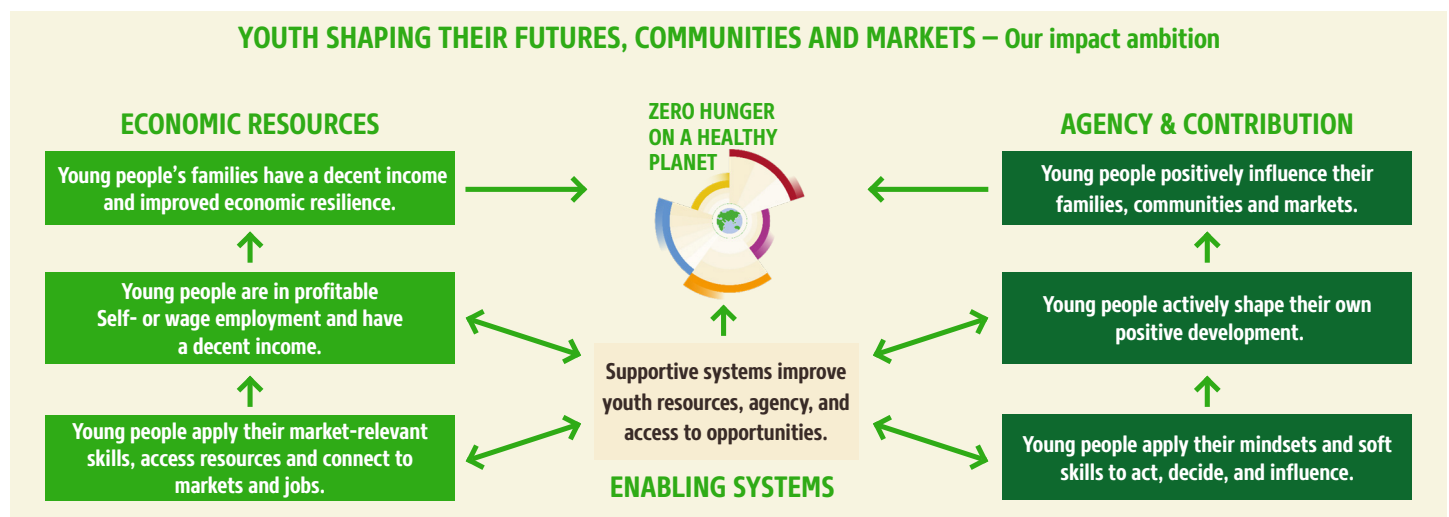 YOUTH SHAPING THEIR FUTURES, COMMUNITIES AND MARKETS – Our impact ambition
ECONOMIC RESOURCES
Young people’s families have a decent income
and improved economic resilience.
Young people are in profitable
Self- or wage employment and have
a decent income.
Young people apply their market-relevant
skills, access resources and connect to
markets and jobs.
ZERO HUNGER
ON A HEALTHY
PLANET
Supportive systems improve
youth resources, agency, and
access to opportunities.
ENABLING SYSTEMS
AGENCY & CONTRIBUTION
Young people positively influence their
families, communities and markets.
Young people actively shape their own
positive development.
Young people apply their mindsets and soft
skills to act, decide, and influence.